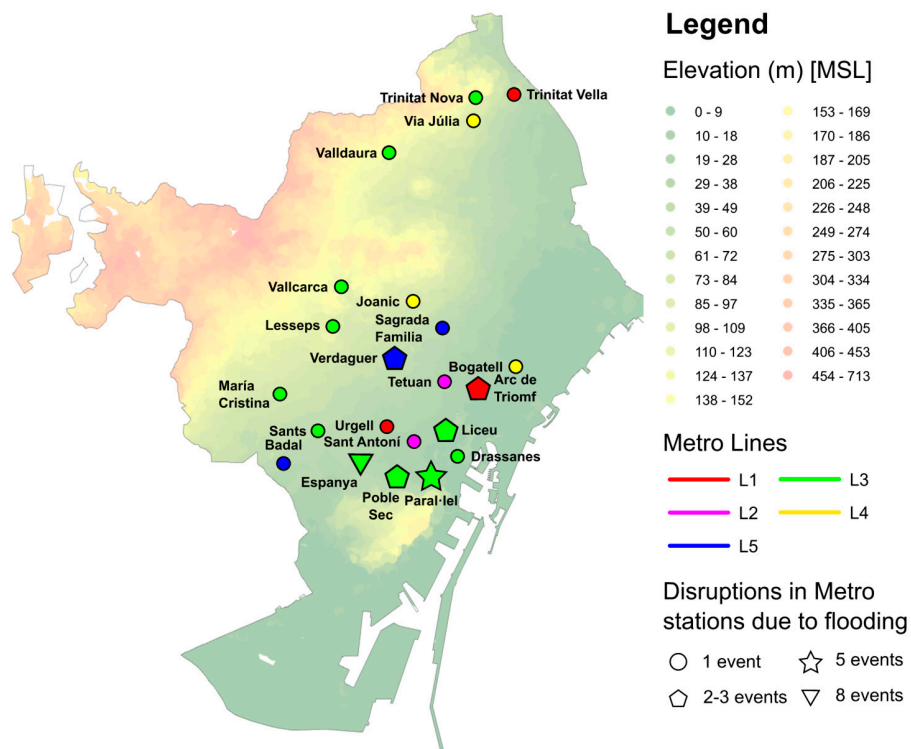 Trinitat Nova
Trinitat Vella
Via Júlia
Valldaura
Vallcarca
Joanic
Lesseps
Sagrada
Familia
Verdaguer
Bogatell
Tetuan
Arc de
Triomf
María
Cristina
Sants
Urgell
Liceu
Badal
Sant Antoní
Drassanes
Espanya
Poble
Sec
Paral·lel
Legend
Elevation (m) [MSL]
0 - 9
10 - 18
19 - 28
29 - 38
39 - 49
50 - 60
61 - 72
73 - 84
85 - 97
98 - 109
110 - 123
124 - 137
138 - 152
153 - 169
170 - 186
187 - 205
206 - 225
226 - 248
249 - 274
275 - 303
304 - 334
335 - 365
366 - 405
406 - 453
454 - 713
Metro Lines
L1
L3
L2
L4
L5
Disruptions in Metro
stations due to flooding
1 event
5 events
2-3 events
8 events